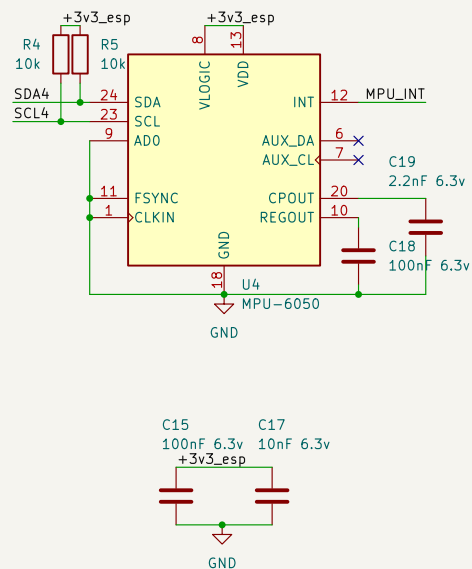 +3v3_esp +3v3_esp
R4 R5
10k 10k
8 13
VLOGIC VDD
SDA4 24 SDA INT 12 MPU_INT
SCL4 23 SCL
9 AD0 AUX_DA 6
AUX_CL 7
C19
2.2nF 6.3v
11 FSYNC CPOUT 20
1 CLKIN REGOUT 10
GND
C18
100nF 6.3v
18
U4
MPU-6050
GND
C15 C17
100nF 6.3v 10nF 6.3v
+3v3_esp
GND